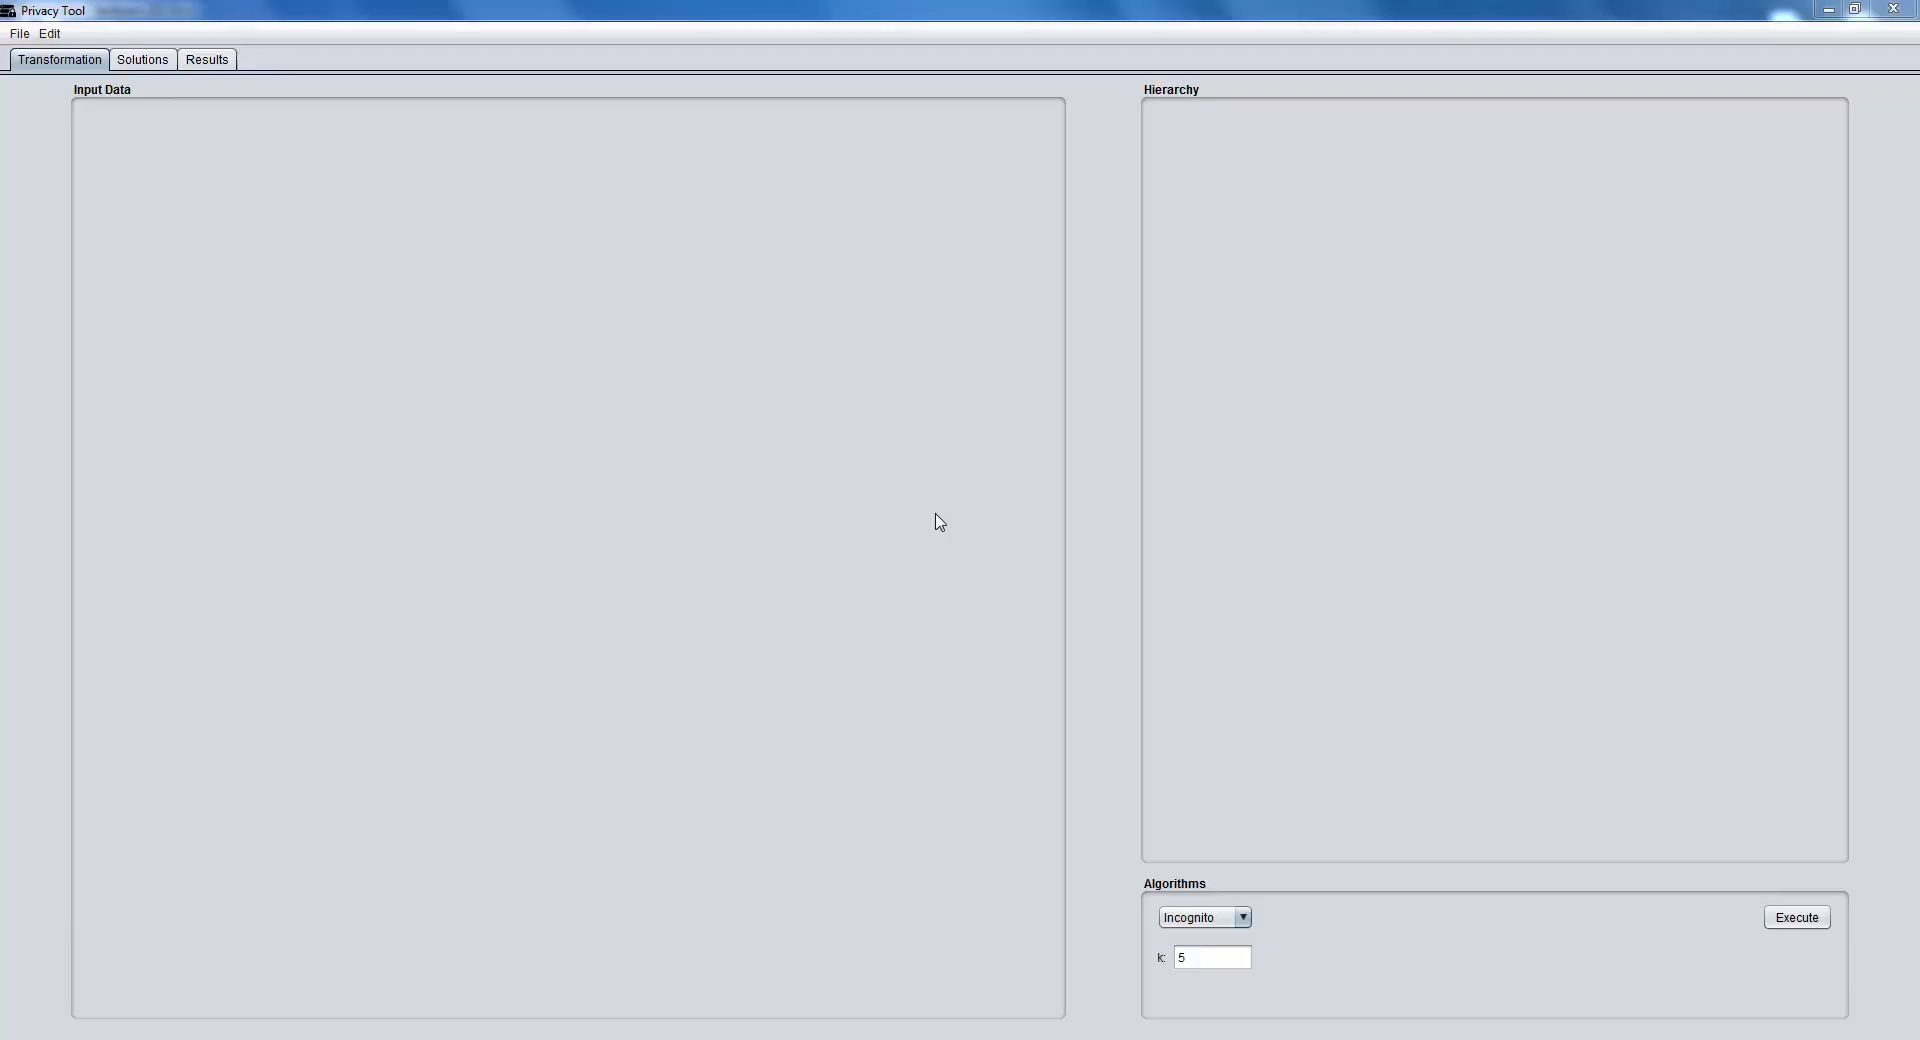 Privacy Tool
File Edit
Transformation Solutions Results
Input Data
Hierarchy
Algorithms
Incognito
Execute
k: 5